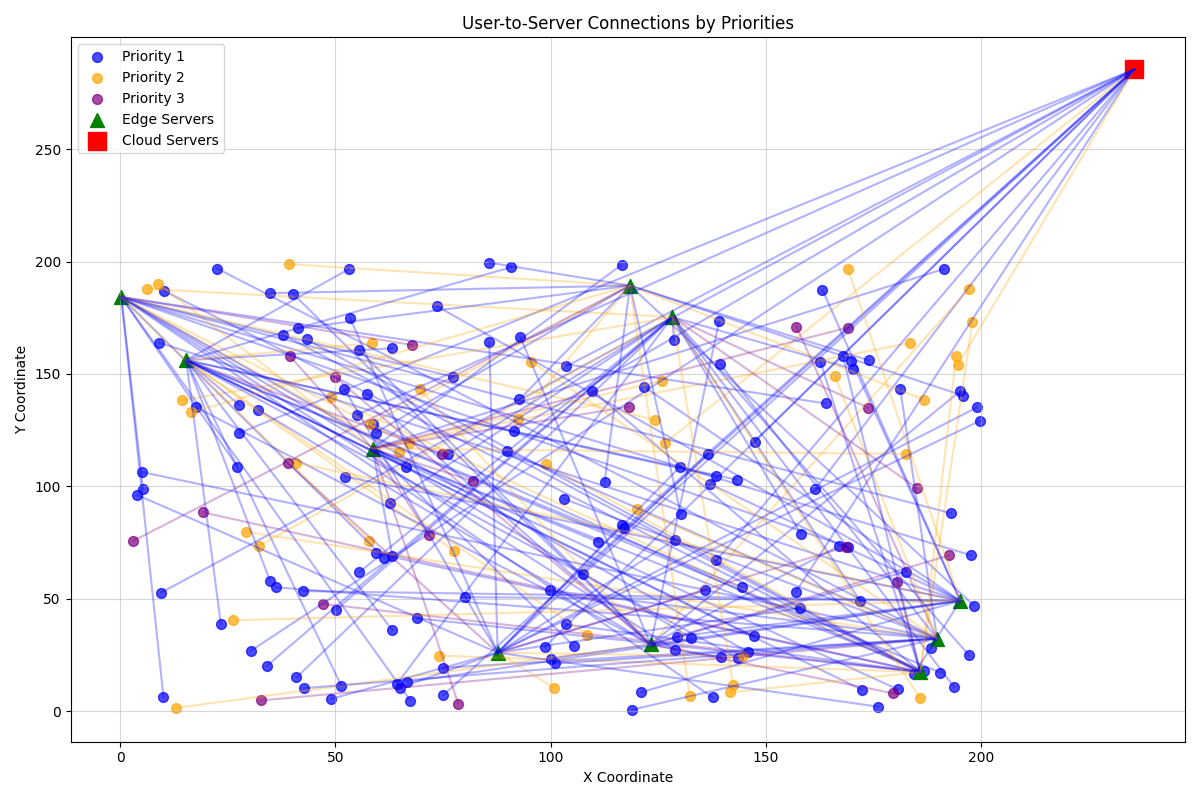 User-to-Server Connections by Priorities
Priority 1
Priority 2
Priority 3
Edge Servers
Cloud Servers
Y Coordinate
250
200
150
100
50
0
0 50 100 150 200
X Coordinate